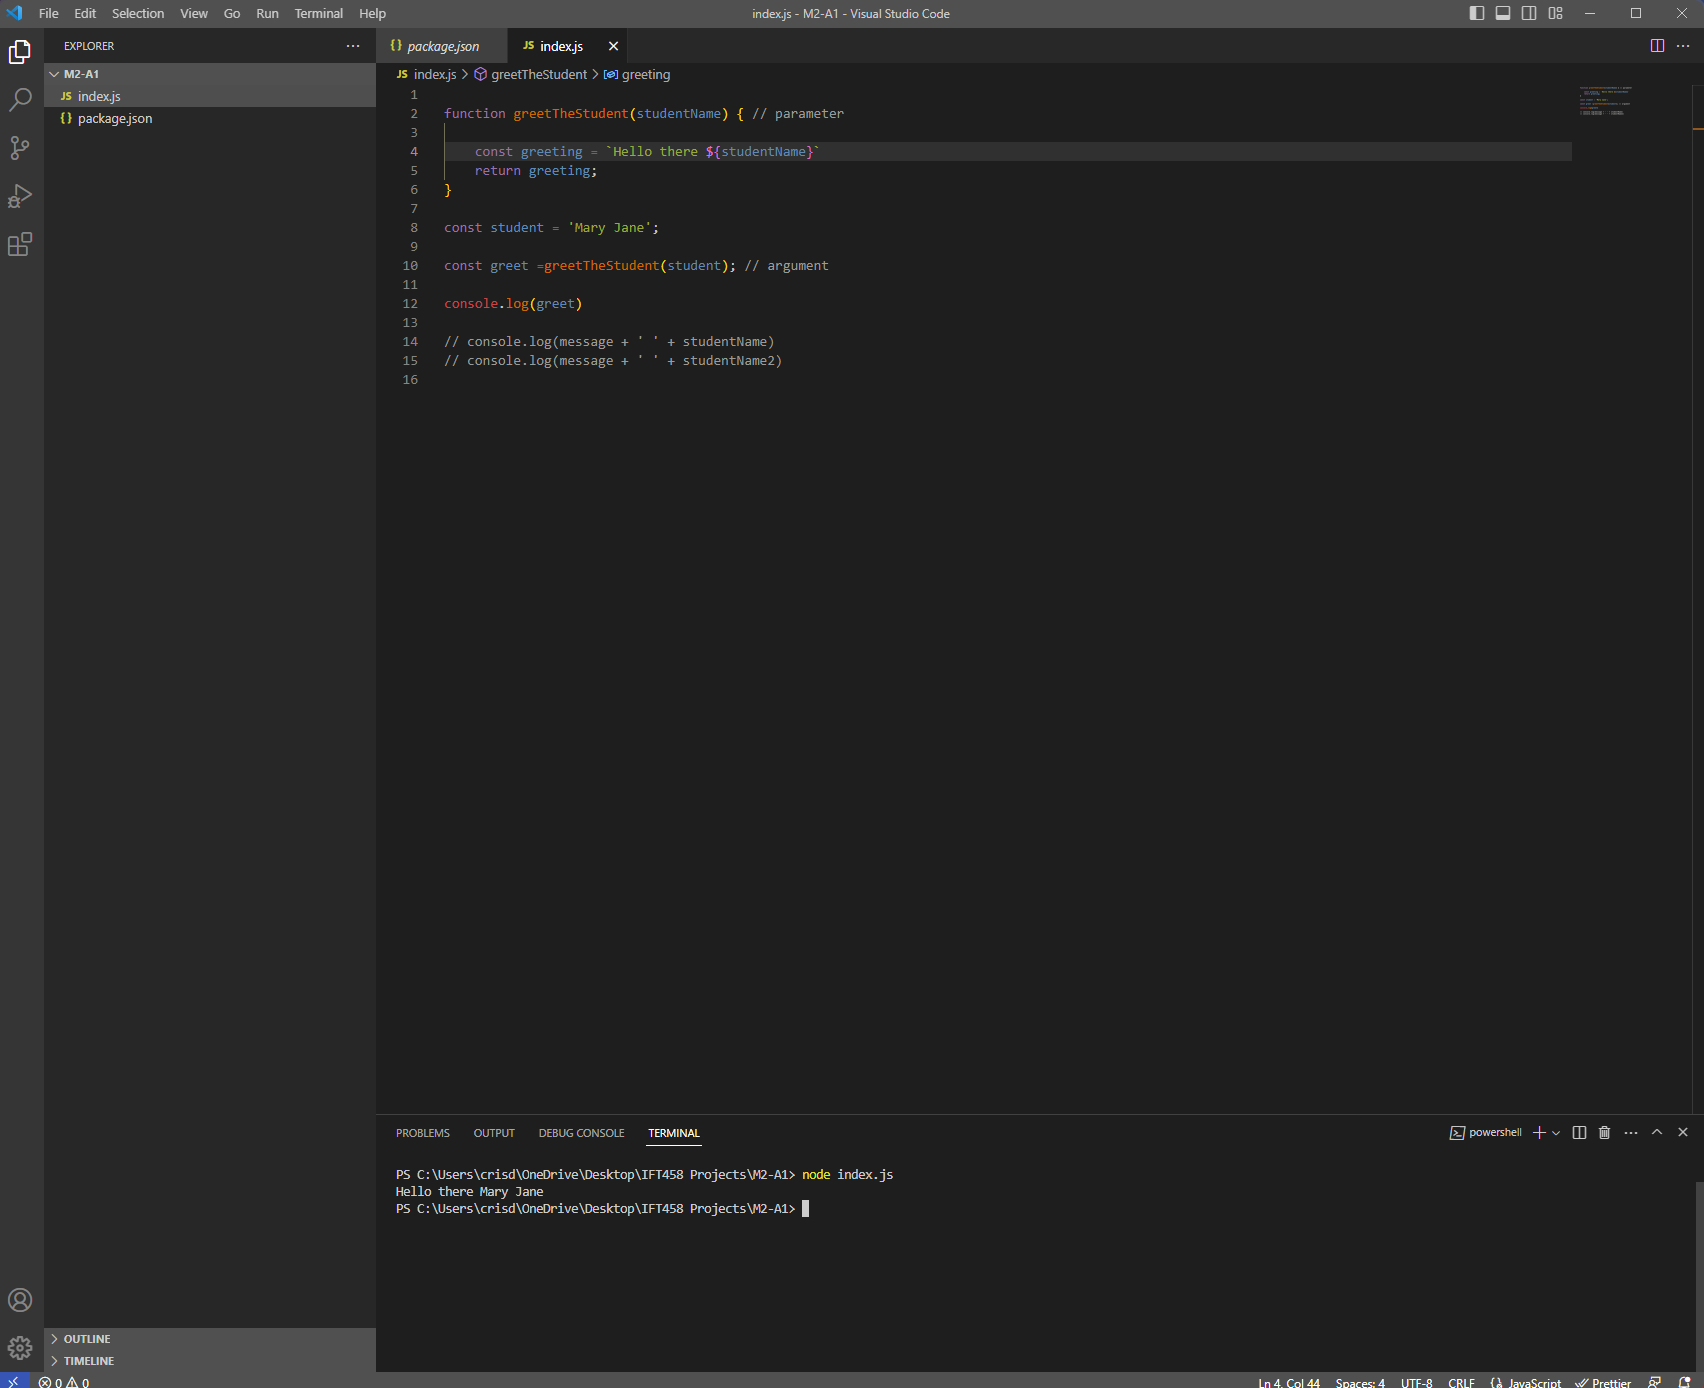 File Edit Selection View Go Run Terminal Help
index.js - M2-A1 - Visual Studio Code
EXPLORER
M2-A1
JS index.js
{} package.json
{} package.json
JS index.js
JS index.js > greetTheStudent > greeting
1
2 function greetTheStudent(studentName) { // parameter
3
4 const greeting = `Hello there ${studentName}`
5 return greeting;
6 }
7
8 const student = 'Mary Jane';
9
10 const greet =greetTheStudent(student); // argument
11
12 console.log(greet)
13
14 // console.log(message + ' ' + studentName)
15 // console.log(message + ' ' + studentName2)
16
PROBLEMS OUTPUT DEBUG CONSOLE TERMINAL
powershell
PS C:\Users\crisd\OneDrive\Desktop\IFT458 Projects\M2-A1> node index.js
Hello there Mary Jane
PS C:\Users\crisd\OneDrive\Desktop\IFT458 Projects\M2-A1>
OUTLINE
TIMELINE
0 0
Ln 4, Col 44 Spaces: 4 UTF-8 CRLF JavaScript Prettier